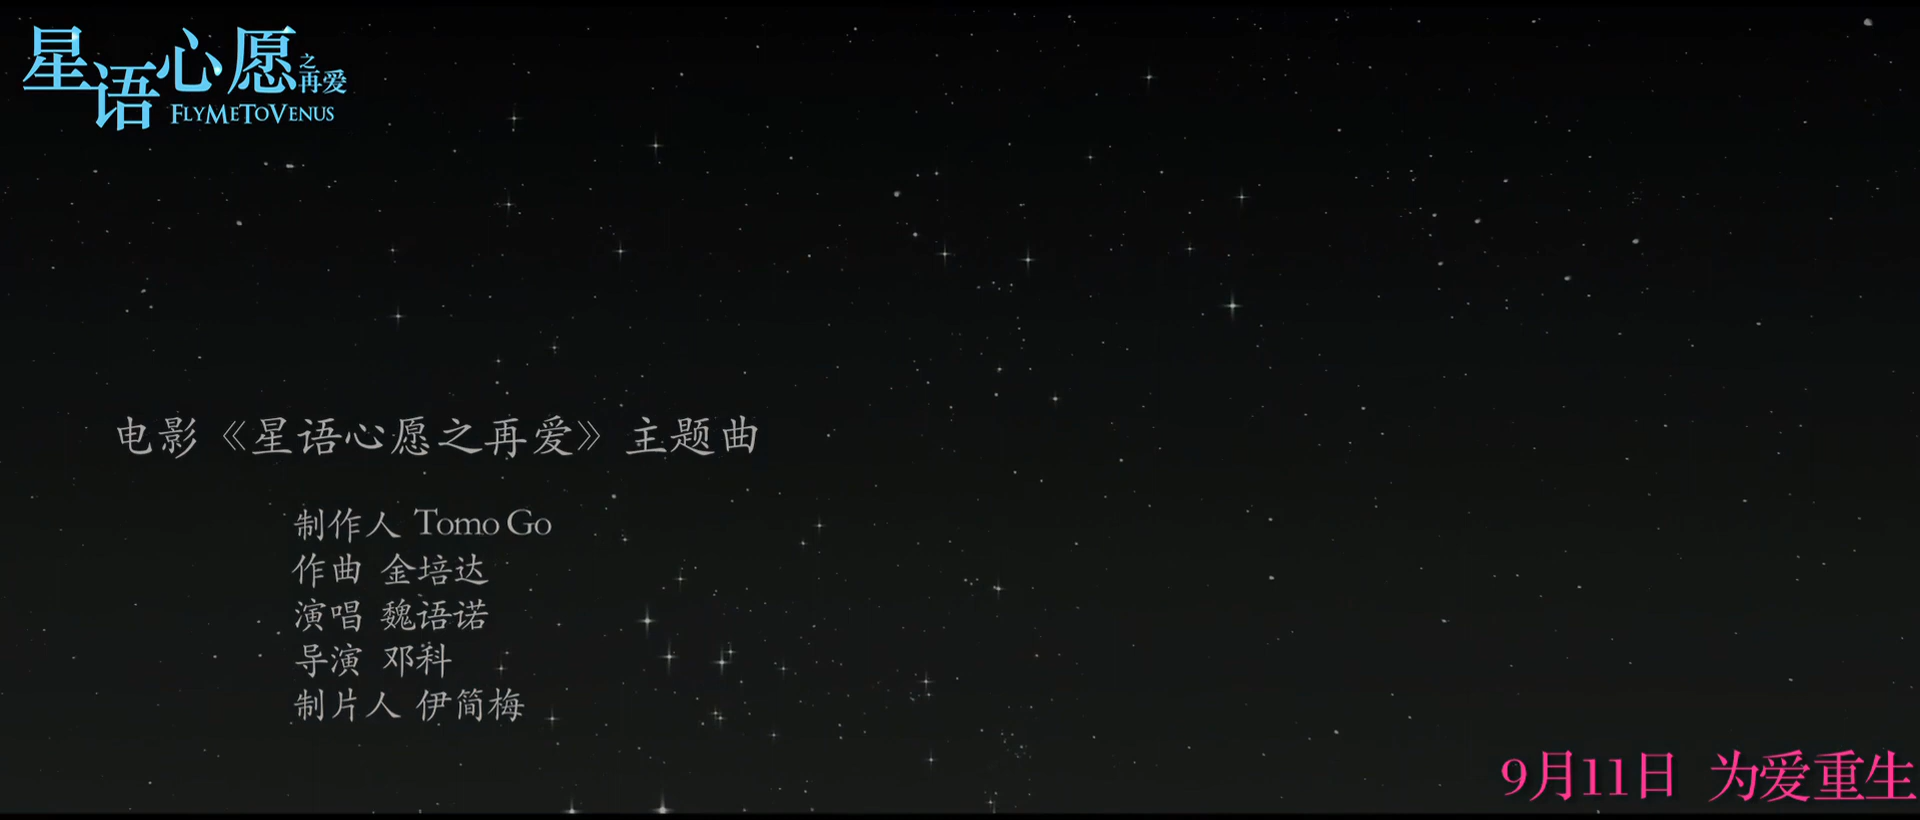 星语心愿之再爱
FLYMETOVENUS
电影《星语心愿之再爱》主题曲
制作人 Tomo Go
作曲 金培达
演唱 魏语诺
导演 邓科
制片人 伊简梅
9月11日 为爱重生